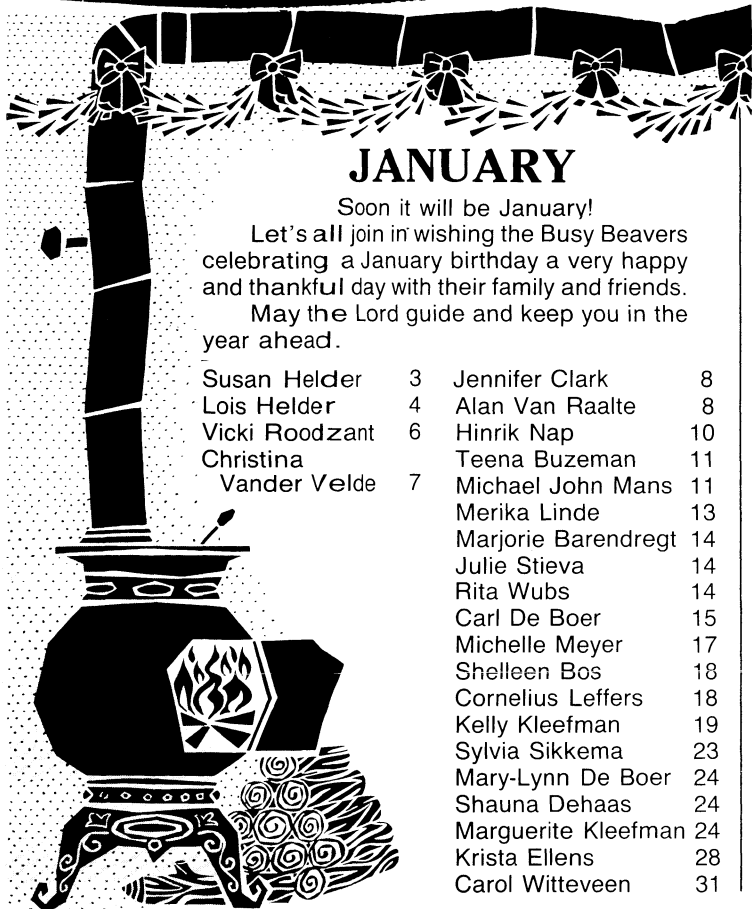 JANUARY
Soon it will be January!
Let's all join in wishing the Busy Beavers
celebrating a January birthday a very happy
and thankful day with their family and friends.
May the Lord guide and keep you in the
year ahead.
Susan Helder 3
Lois Helder 4
Vicki Roodzant 6
Christina
Vander Velde 7
Jennifer Clark 8
Alan Van Raalte 8
Hinrik Nap 10
Teena Buzeman 11
Michael John Mans 11
Merika Linde 13
Marjorie Barendregt 14
Julie Stieva 14
Rita Wubs 14
Carl De Boer 15
Michelle Meyer 17
Shelleen Bos 18
Cornelius Leffers 18
Kelly Kleefman 19
Sylvia Sikkema 23
Mary-Lynn De Boer 24
Shauna Dehaas 24
Marguerite Kleefman 24
Krista Ellens 28
Carol Witteveen 31